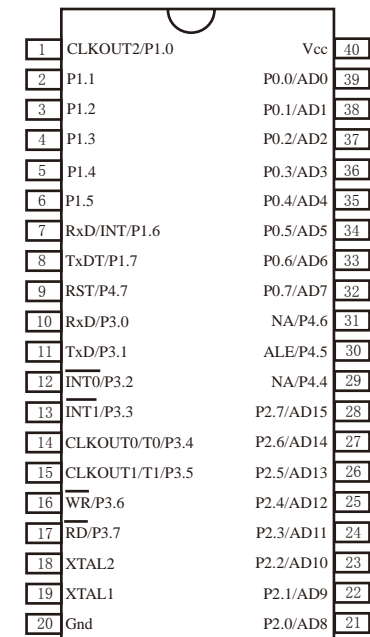 1 CLKOUT2/P1.0 Vcc 40
2 P1.1 P0.0/AD0 39
3 P1.2 P0.1/AD1 38
4 P1.3 P0.2/AD2 37
5 P1.4 P0.3/AD3 36
6 P1.5 P0.4/AD4 35
7 RxD/INT/P1.6 P0.5/AD5 34
8 TxDT/P1.7 P0.6/AD6 33
9 RST/P4.7 P0.7/AD7 32
10 RxD/P3.0 NA/P4.6 31
11 TxD/P3.1 ALE/P4.5 30
12 INT0/P3.2 NA/P4.4 29
13 INT1/P3.3 P2.7/AD15 28
14 CLKOUT0/T0/P3.4 P2.6/AD14 27
15 CLKOUT1/T1/P3.5 P2.5/AD13 26
16 WR/P3.6 P2.4/AD12 25
17 RD/P3.7 P2.3/AD11 24
18 XTAL2 P2.2/AD10 23
19 XTAL1 P2.1/AD9 22
20 Gnd P2.0/AD8 21